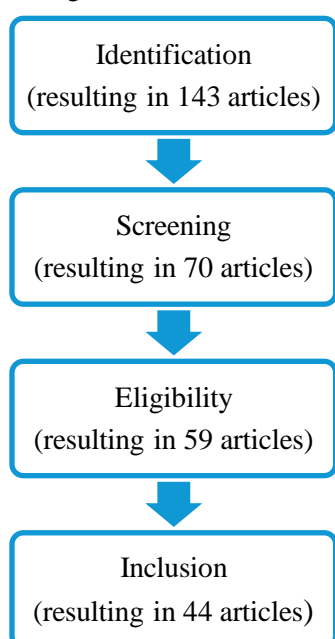 Identification
(resulting in 143 articles)
Screening
(resulting in 70 articles)
Eligibility
(resulting in 59 articles)
Inclusion
(resulting in 44 articles)